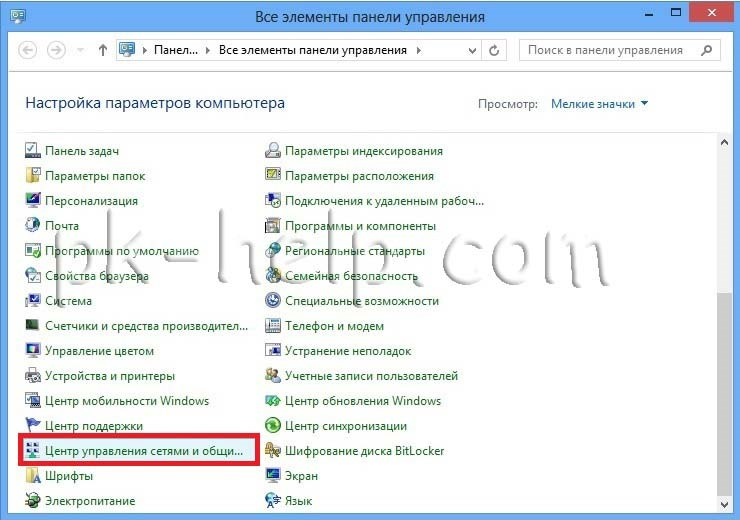 Все элементы панели управления
Панел... Все элементы панели управления
Поиск в панели управления
Настройка параметров компьютера
Просмотр: Мелкие значки
Панель задач
Параметры индексирования
Параметры папок
Параметры расположения
Персонализация
Подключения к удаленным рабоч...
Почта
Программы и компоненты
Программы по умолчанию
Региональные стандарты
Свойства браузера
Семейная безопасность
Система
Специальные возможности
Счетчики и средства производител...
Телефон и модем
Управление цветом
Устранение неполадок
Устройства и принтеры
Учетные записи пользователей
Центр мобильности Windows
Центр обновления Windows
Центр поддержки
Центр синхронизации
Центр управления сетями и общи...
Шифрование диска BitLocker
Шрифты
Экран
Электропитание
Язык
pk-help.com